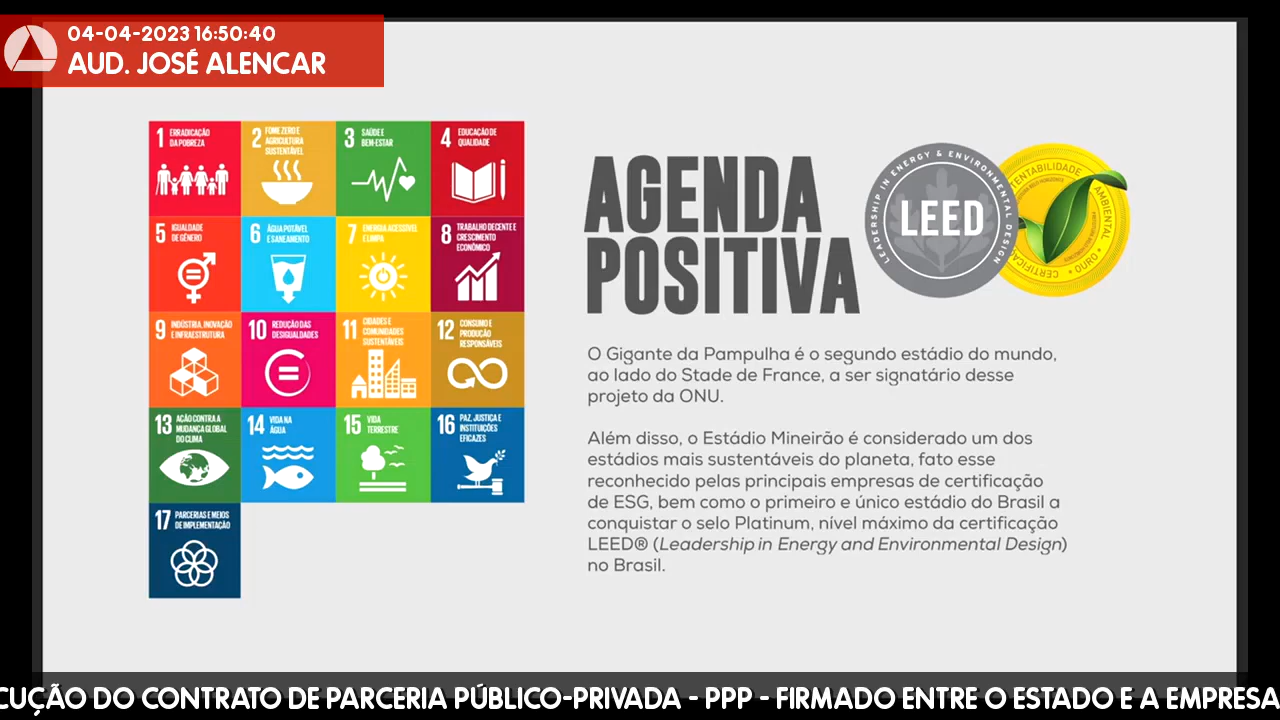 04-04-2023 16:50:40
AUD. JOSÉ ALENCAR
1 ERRADICAÇÃO
DA POBREZA
2 FOME ZERO E
AGRICULTURA
SUSTENTÁVEL
3 SAÚDE E
BEM-ESTAR
4 EDUCAÇÃO DE
QUALIDADE
5 IGUALDADE
DE GÊNERO
6 ÁGUA POTÁVEL
E SANEAMENTO
7 ENERGIA ACESSÍVEL
E LIMPA
8 TRABALHO DECENTE E
CRESCIMENTO
ECONÔMICO
9 INDÚSTRIA, INOVAÇÃO
E INFRAESTRUTURA
10 REDUÇÃO DAS
DESIGUALDADES
11 CIDADES E
COMUNIDADES
SUSTENTÁVEIS
12 CONSUMO E
PRODUÇÃO
RESPONSÁVEIS
13 AÇÃO CONTRA A
MUDANÇA GLOBAL
DO CLIMA
14 VIDA NA
ÁGUA
15 VIDA
TERRESTRE
16 PAZ, JUSTIÇA E
INSTITUIÇÕES
EFICAZES
17 PARCERIAS E MEIOS
DE IMPLEMENTAÇÃO
AGENDA
POSITIVA
LEADERSHIP IN ENERGY & ENVIRONMENTAL DESIGN
LEED
TENTABILIDADE AMBIENTAL
• OURO •
CERTIFICA
O Gigante da Pampulha é o segundo estádio do mundo,
ao lado do Stade de France, a ser signatário desse
projeto da ONU.
Além disso, o Estádio Mineirão é considerado um dos
estádios mais sustentáveis do planeta, fato esse
reconhecido pelas principais empresas de certificação
de ESG, bem como o primeiro e único estádio do Brasil a
conquistar o selo Platinum, nível máximo da certificação
LEED® (Leadership in Energy and Environmental Design)
no Brasil.
CUÇÃO DO CONTRATO DE PARCERIA PÚBLICO-PRIVADA - PPP - FIRMADO ENTRE O ESTADO E A EMPRESA